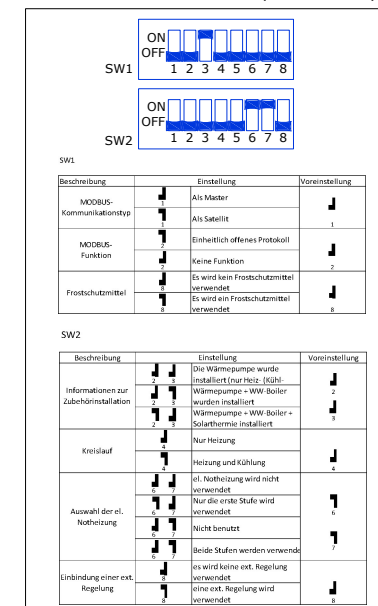 ON
OFF
SW1
1 2 3 4 5 6 7 8
ON
OFF
SW2
1 2 3 4 5 6 7 8
SW1
Beschreibung Einstellung Voreinstellung
MODBUS-
Kommunikationstyp
1 Als Master
1 Als Satellit
1
MODBUS-
Funktion
2 Einheitlich offenes Protokoll
2 Keine Funktion
2
Frostschutzmittel
8 Es wird kein Frostschutzmittel
verwendet
8 Es wird ein Frostschutzmittel
verwendet
8
SW2
Beschreibung Einstellung Voreinstellung
Informationen zur
Zubehörinstallation
2 3 Die Wärmepumpe wurde
installiert (nur Heiz- (Kühl-
2 3 Wärmepumpe + WW-Boiler
wurden installiert
2 3 Wärmepumpe + WW-Boiler +
Solarthermie installiert
2
3
Kreislauf
4 Nur Heizung
4 Heizung und Kühlung
4
Auswahl der el.
Notheizung
6 7 el. Notheizung wird nicht
verwendet
6 7 Nur die erste Stufe wird
verwendet
6 7 Nicht benutzt
6 7 Beide Stufen werden verwende
6
7
Einbindung einer ext.
Regelung
8 es wird keine ext. Regelung
verwendet
8 eine ext. Regelung wird
verwendet
8